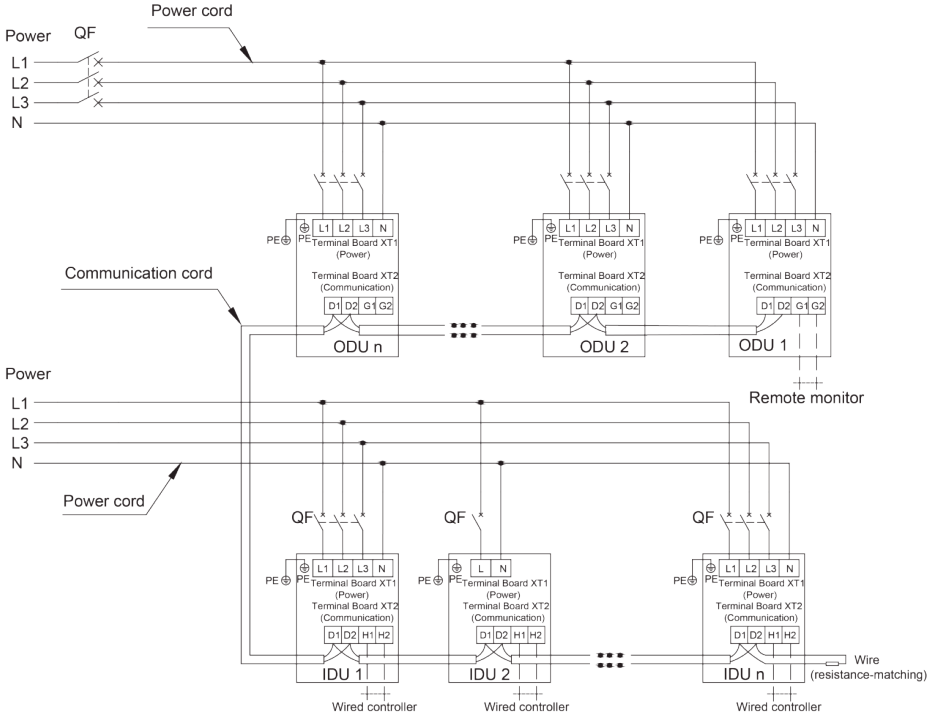 Power cord
Power QF
L1
L2
L3
N
L1 L2 L3 N
PE PE Terminal Board XT1
(Power)
Terminal Board XT2
(Communication)
D1 D2 G1 G2
ODU n
L1 L2 L3 N
PE PE Terminal Board XT1
(Power)
Terminal Board XT2
(Communication)
D1 D2 G1 G2
ODU 2
L1 L2 L3 N
PE PE Terminal Board XT1
(Power)
Terminal Board XT2
(Communication)
D1 D2 G1 G2
ODU 1
Remote monitor
Communication cord
Power
L1
L2
L3
N
Power cord
QF
L1 L2 L3 N
PE PE Terminal Board XT1
(Power)
Terminal Board XT2
(Communication)
D1 D2 H1 H2
IDU 1
Wired controller
QF
L N
PE PE Terminal Board XT1
(Power)
Terminal Board XT2
(Communication)
D1 D2 H1 H2
IDU 2
Wired controller
QF
L1 L2 L3 N
PE PE Terminal Board XT1
(Power)
Terminal Board XT2
(Communication)
D1 D2 H1 H2
IDU n
Wired controller
Wire
(resistance-matching)